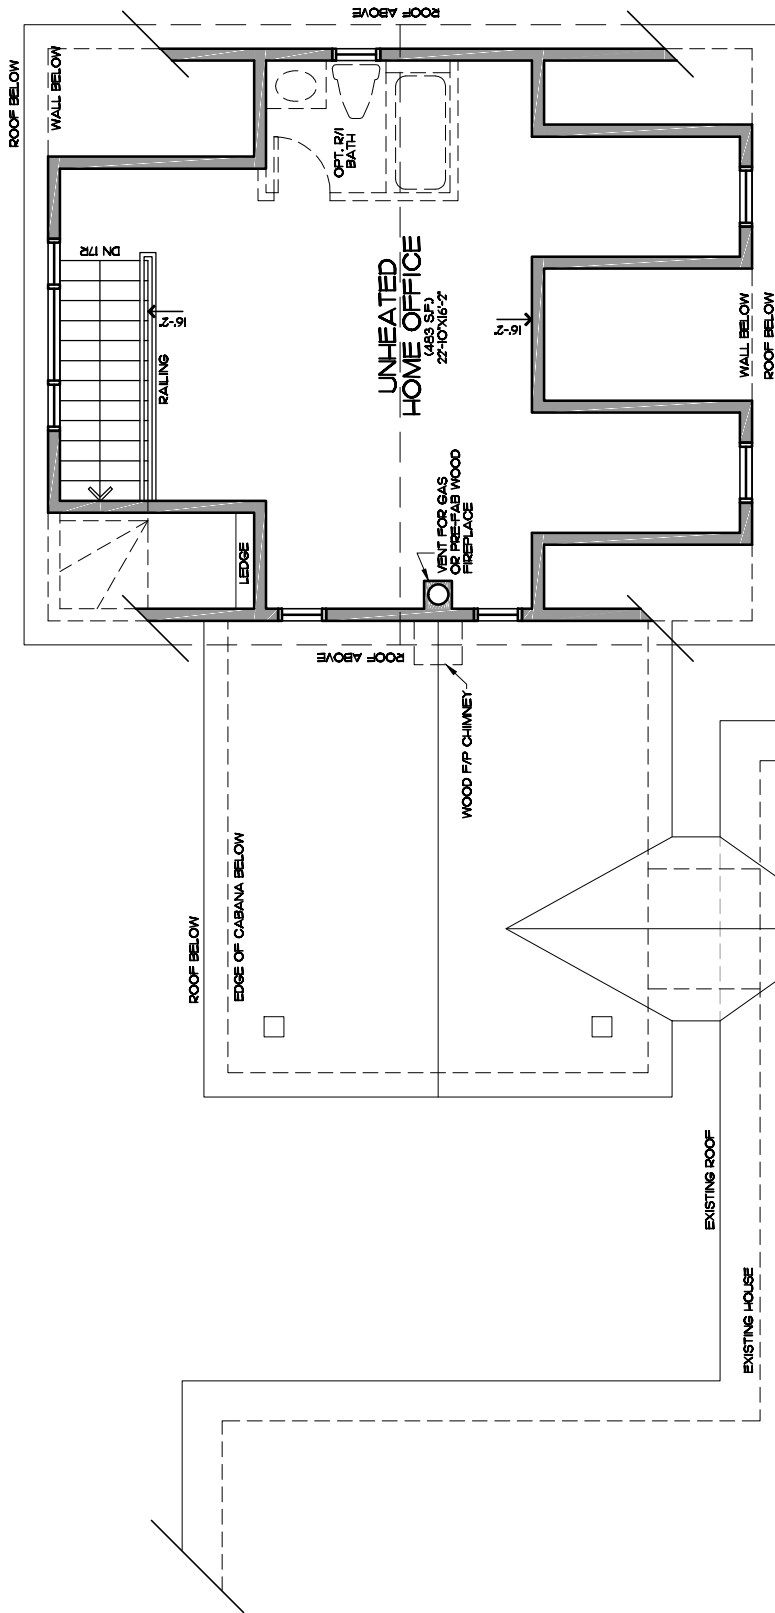 ROOF ABOVE
ROOF BELOW
WALL BELOW
OPT. R/I
BATH
DN 17R
16'-2"
RAILING
UNHEATED
HOME OFFICE
(483 S.F.)
22'-10"X16'-2"
16'-2"
WALL BELOW
ROOF BELOW
VENT FOR GAS
OR PRE-FAB WOOD
FIREPLACE
LEDGE
ROOF ABOVE
WOOD F/P CHIMNEY
EDGE OF CABANA BELOW
ROOF BELOW
EXISTING ROOF
EXISTING HOUSE